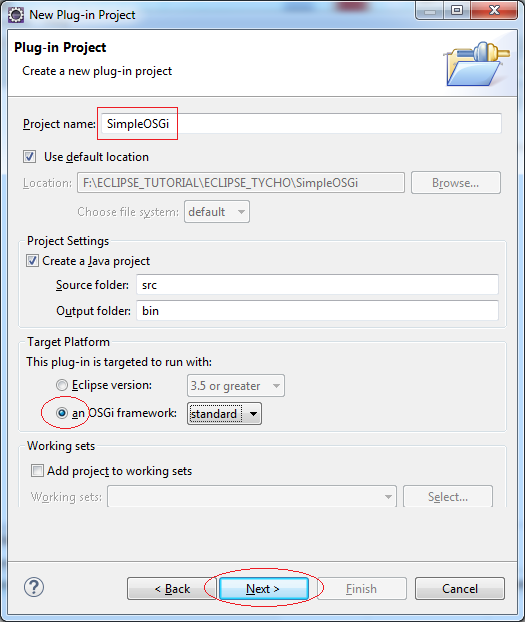 New Plug-in Project
Plug-in Project
Create a new plug-in project
Project name: SimpleOSGi
Use default location
Location: F:\ECLIPSE_TUTORIAL\ECLIPSE_TYCHO\SimpleOSGi Browse...
Choose file system: default
Project Settings
Create a Java project
Source folder: src
Output folder: bin
Target Platform
This plug-in is targeted to run with:
Eclipse version: 3.5 or greater
an OSGi framework: standard
Working sets
Add project to working sets
Working sets: Select...
? < Back Next > Finish Cancel